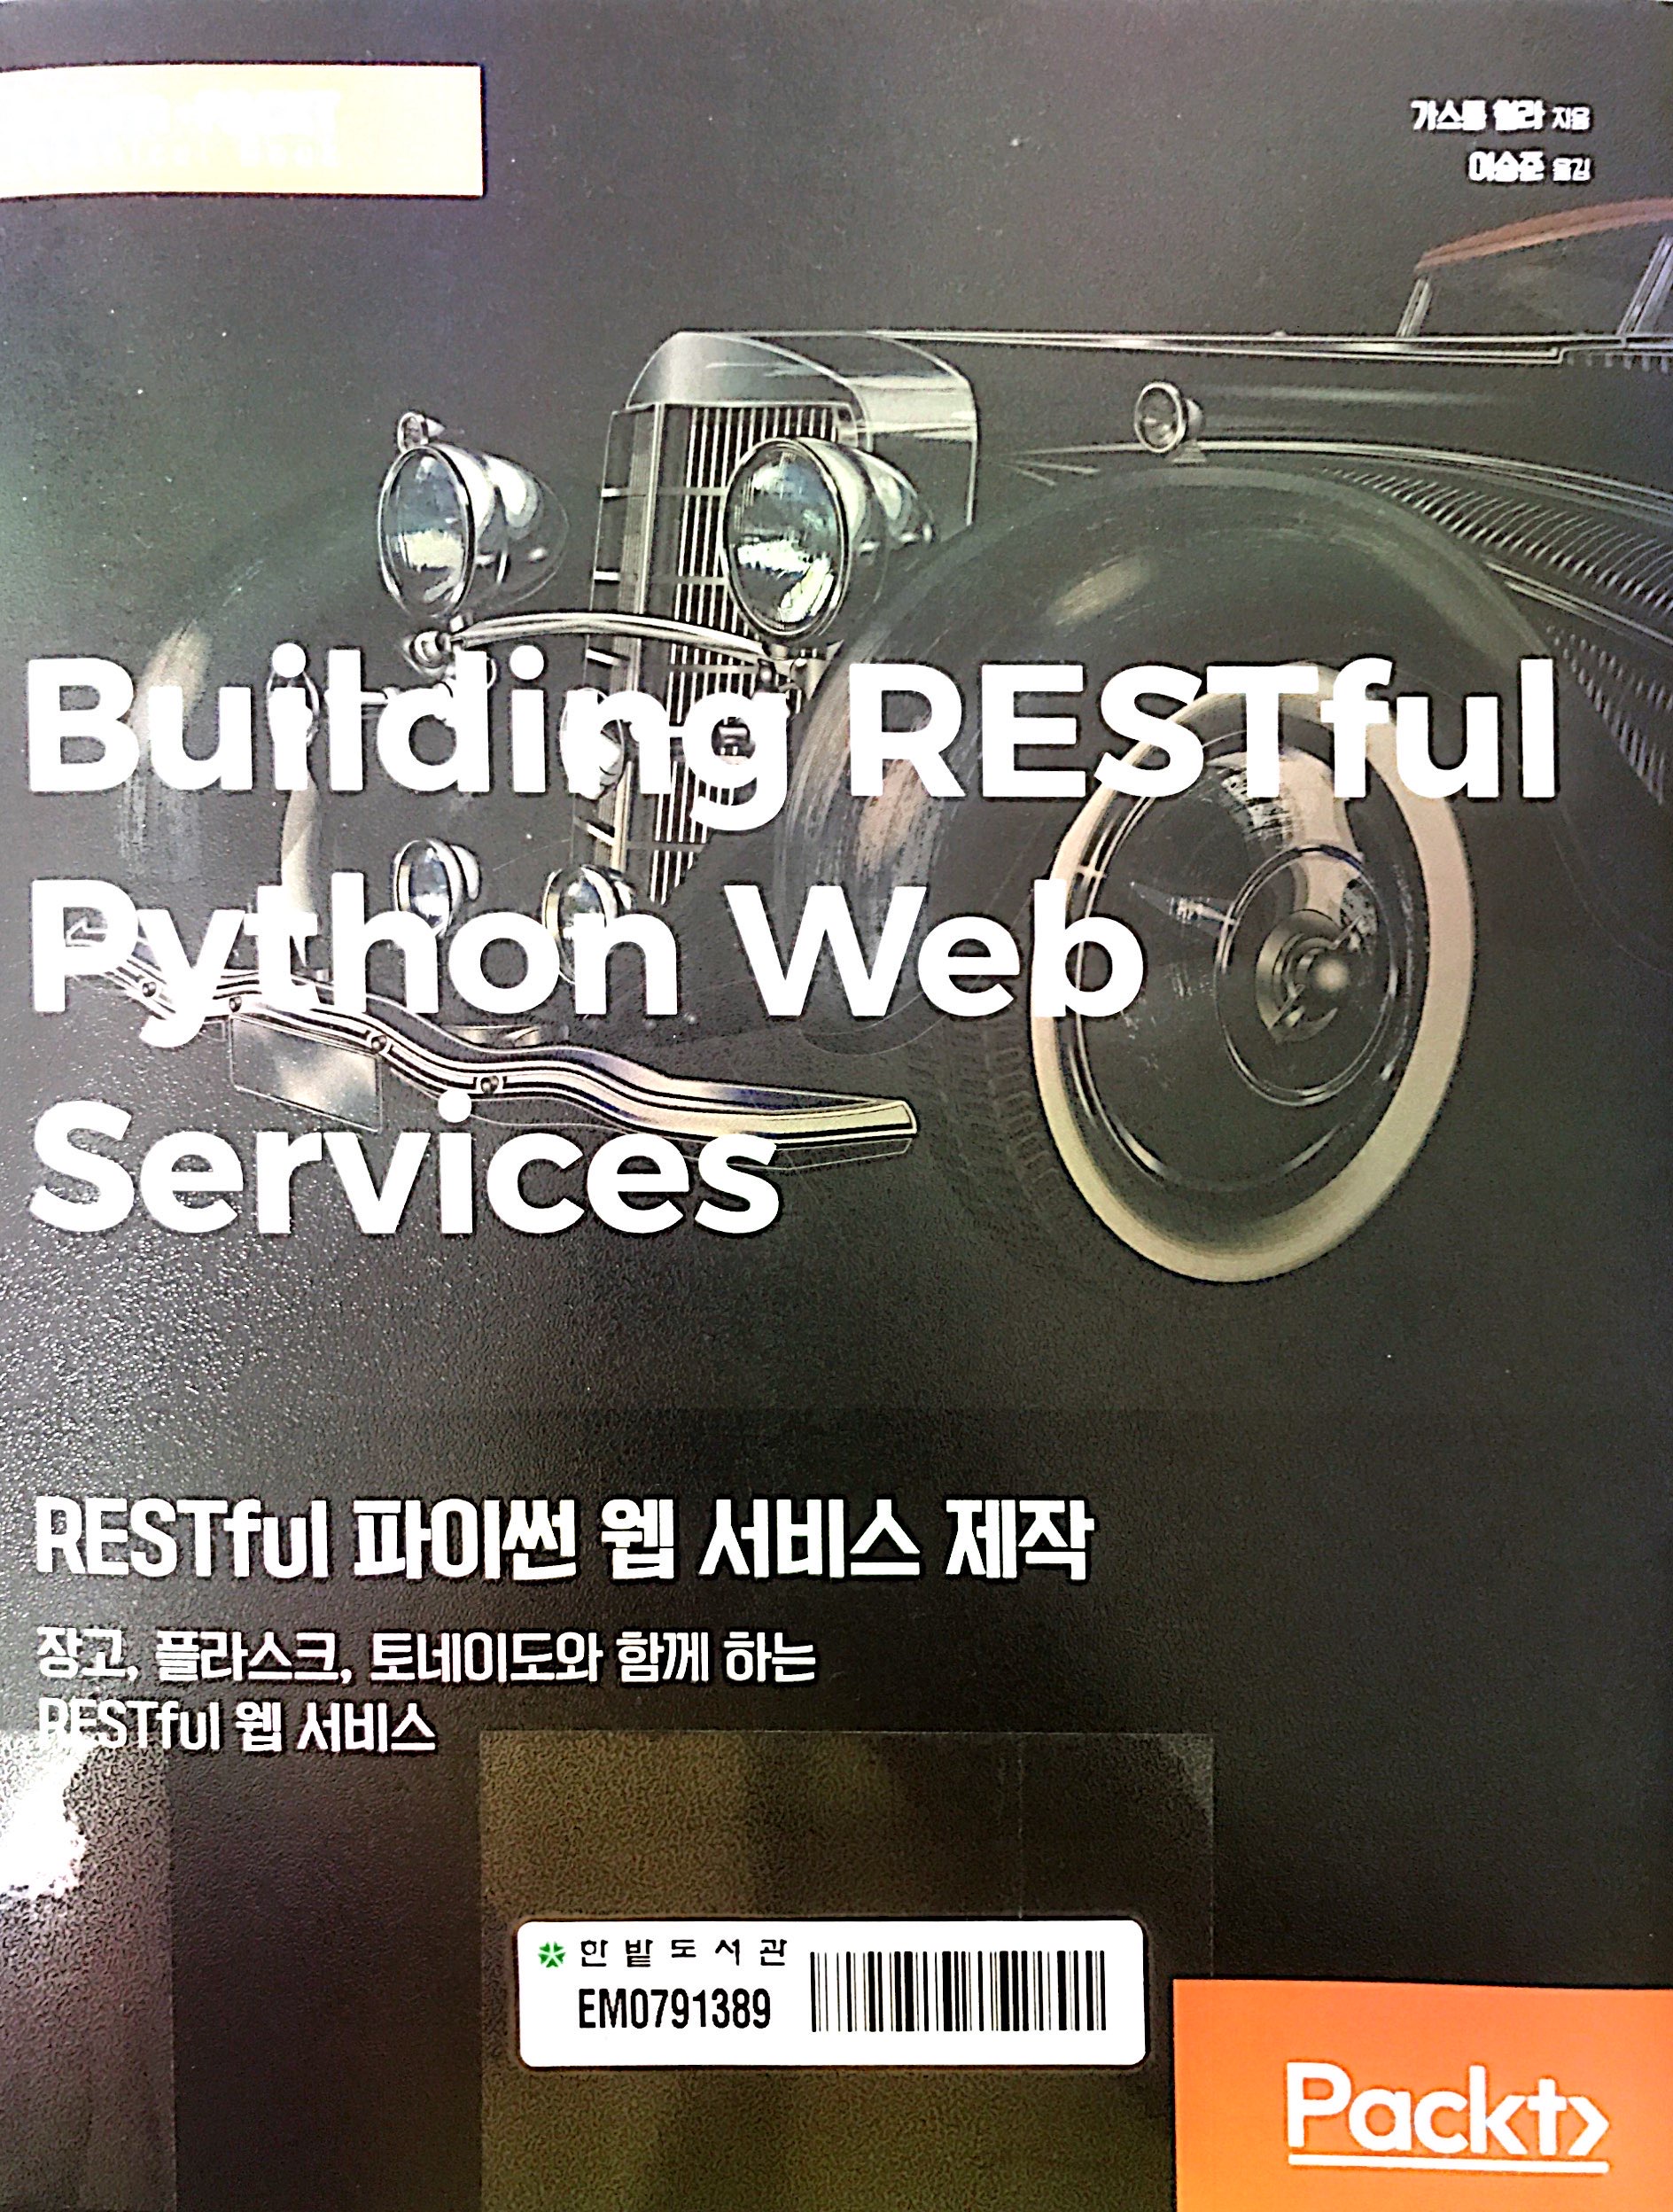 가스톤 힐라 지음
이승준 옮김
Building RESTful
Python Web
Services
RESTful 파이썬 웹 서비스 제작
장고, 플라스크, 토네이도와 함께 하는
RESTful 웹 서비스
한밭도서관
EM0791389
Packt>